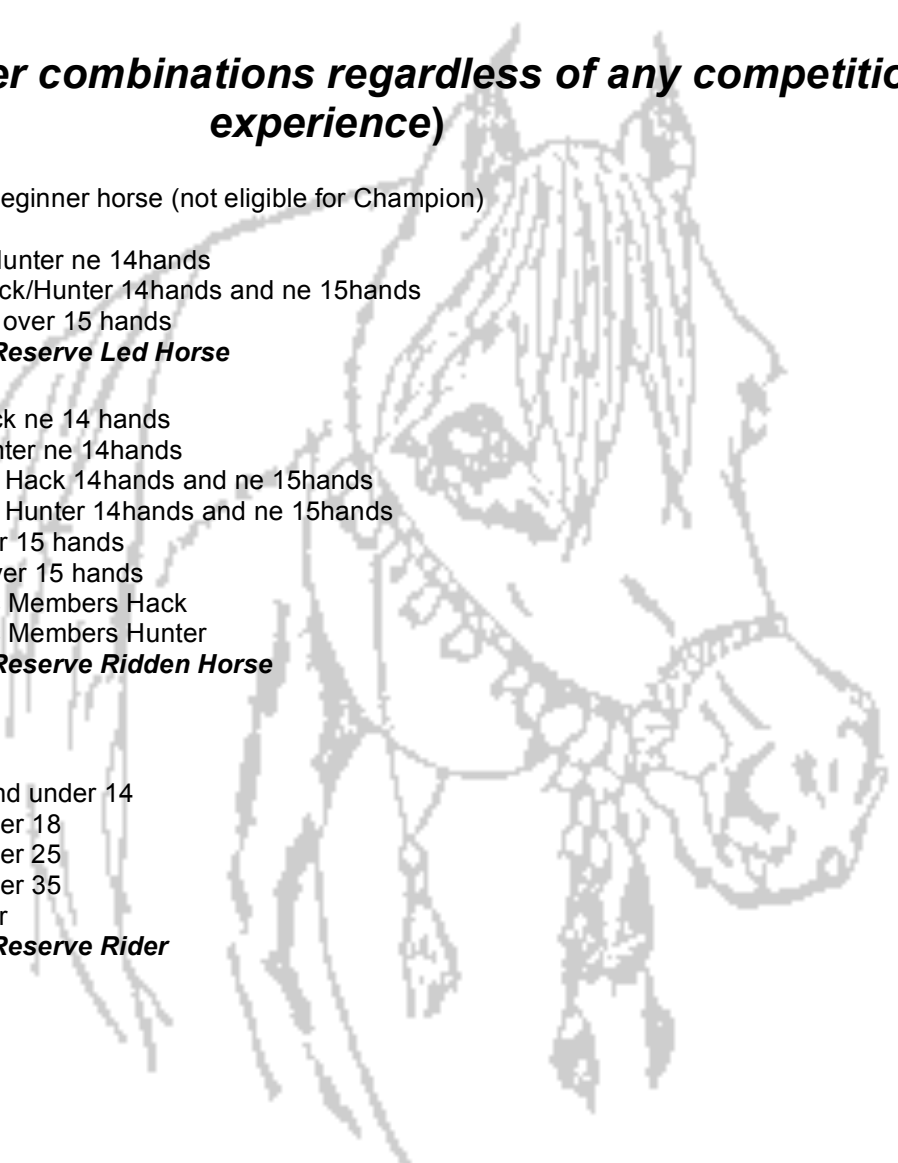 er combinations regardless of any competitio
experience)
eginner horse (not eligible for Champion)
unter ne 14hands
ck/Hunter 14hands and ne 15hands
over 15 hands
Reserve Led Horse
ck ne 14 hands
nter ne 14hands
Hack 14hands and ne 15hands
Hunter 14hands and ne 15hands
r 15 hands
ver 15 hands
Members Hack
Members Hunter
Reserve Ridden Horse
nd under 14
er 18
er 25
er 35
r
Reserve Rider